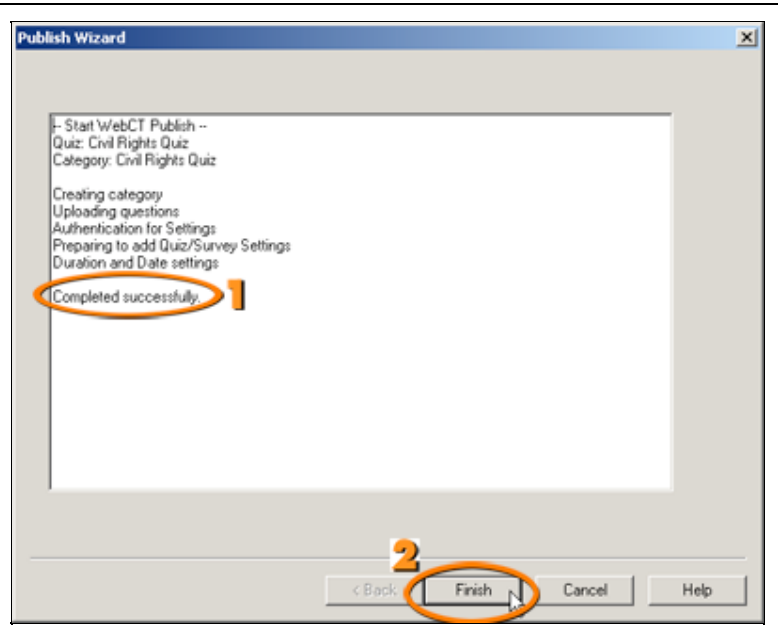 Publish Wizard
-- Start WebCT Publish --
Quiz: Civil Rights Quiz
Category: Civil Rights Quiz
Creating category
Uploading questions
Authentication for Settings
Preparing to add Quiz/Survey Settings
Duration and Date settings
Completed successfully.
1
2
< Back
Finish
Cancel
Help